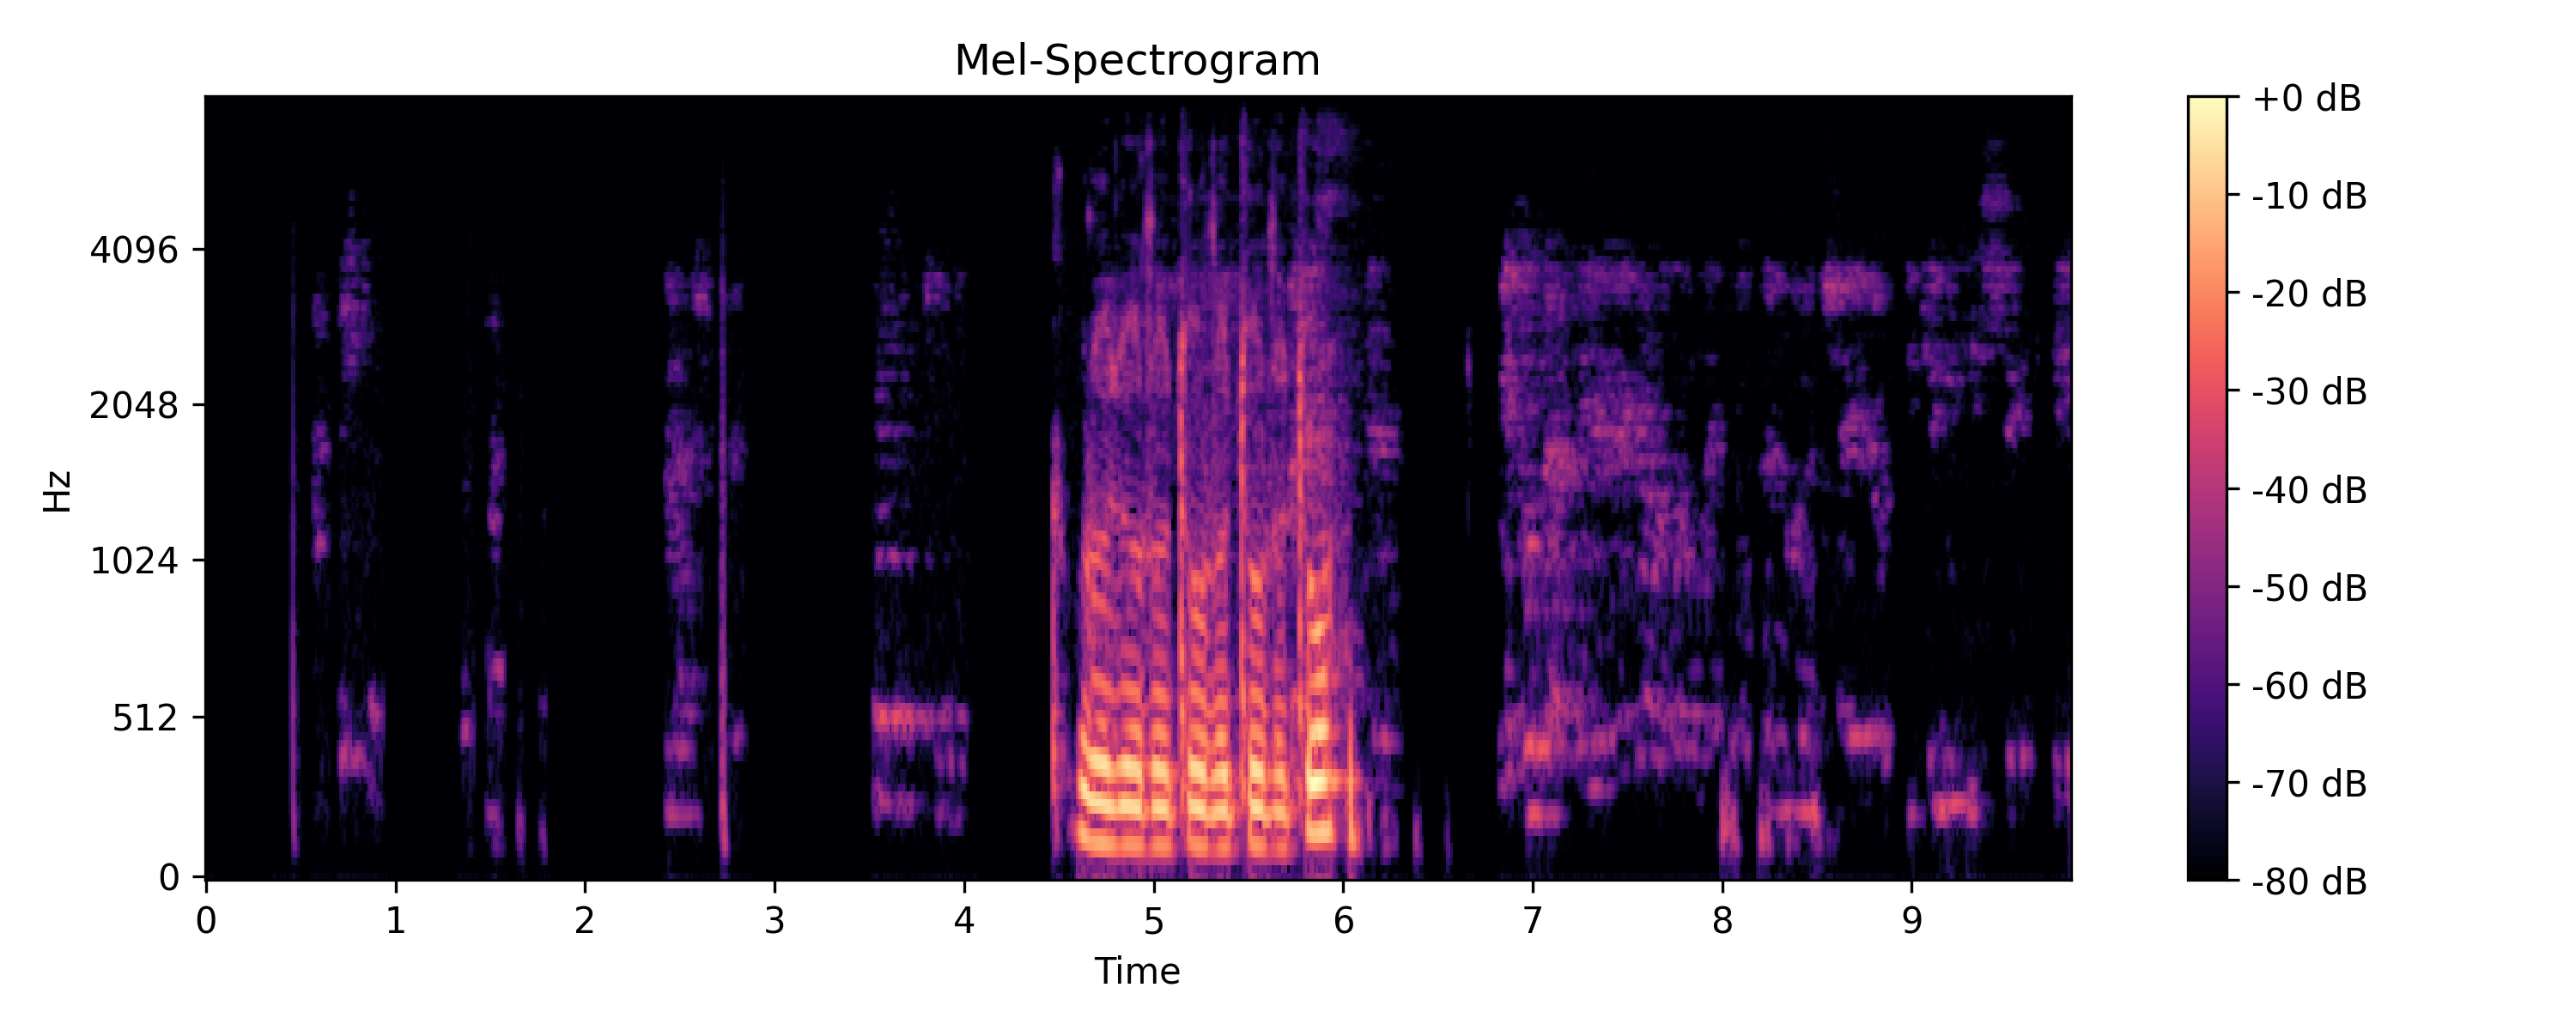 Mel-Spectrogram
+0 dB
-10 dB
-20 dB
-30 dB
-40 dB
-50 dB
-60 dB
-70 dB
-80 dB
4096
2048
1024
512
0
Hz
0 1 2 3 4 5 6 7 8 9
Time